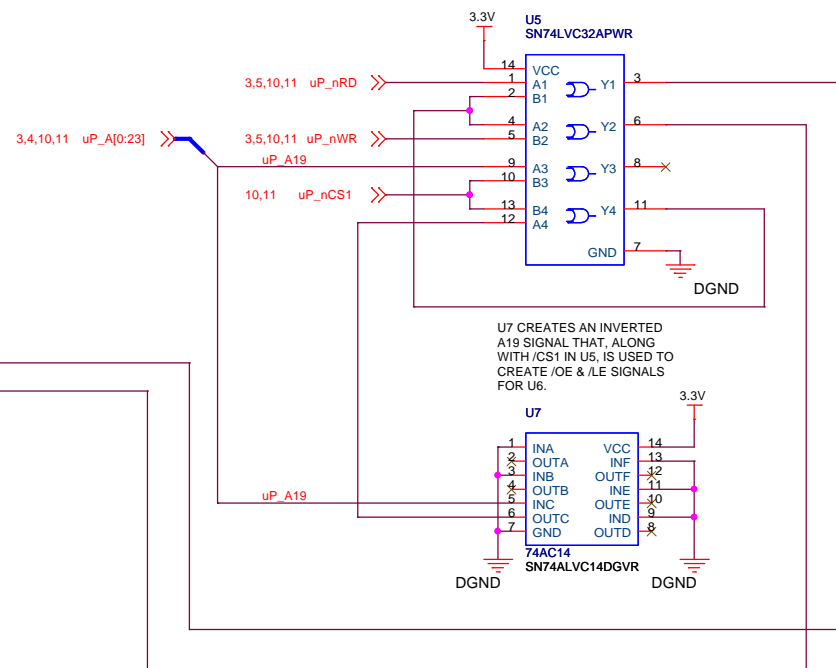 3.3V
U5
SN74LVC32APWR
3,5,10,11 uP_nRD
3,4,10,11 uP_A[0:23]
3,5,10,11 uP_nWR
uP_A19
10,11 uP_nCS1
14 VCC
1 A1 Y1 3
2 B1
4 A2 Y2 6
5 B2
9 A3 Y3 8
10 B3
13 B4 Y4 11
12 A4
GND 7
DGND
U7 CREATES AN INVERTED
A19 SIGNAL THAT, ALONG
WITH /CS1 IN U5, IS USED TO
CREATE /OE & /LE SIGNALS
FOR U6.
3.3V
U7
1 INA VCC 14
2 OUTA INF 13
3 INB OUTF 12
4 OUTB INE 11
uP_A19
5 INC OUTE 10
6 OUTC IND 9
7 GND OUTD 8
74AC14
SN74ALVC14DGVR
DGND
DGND